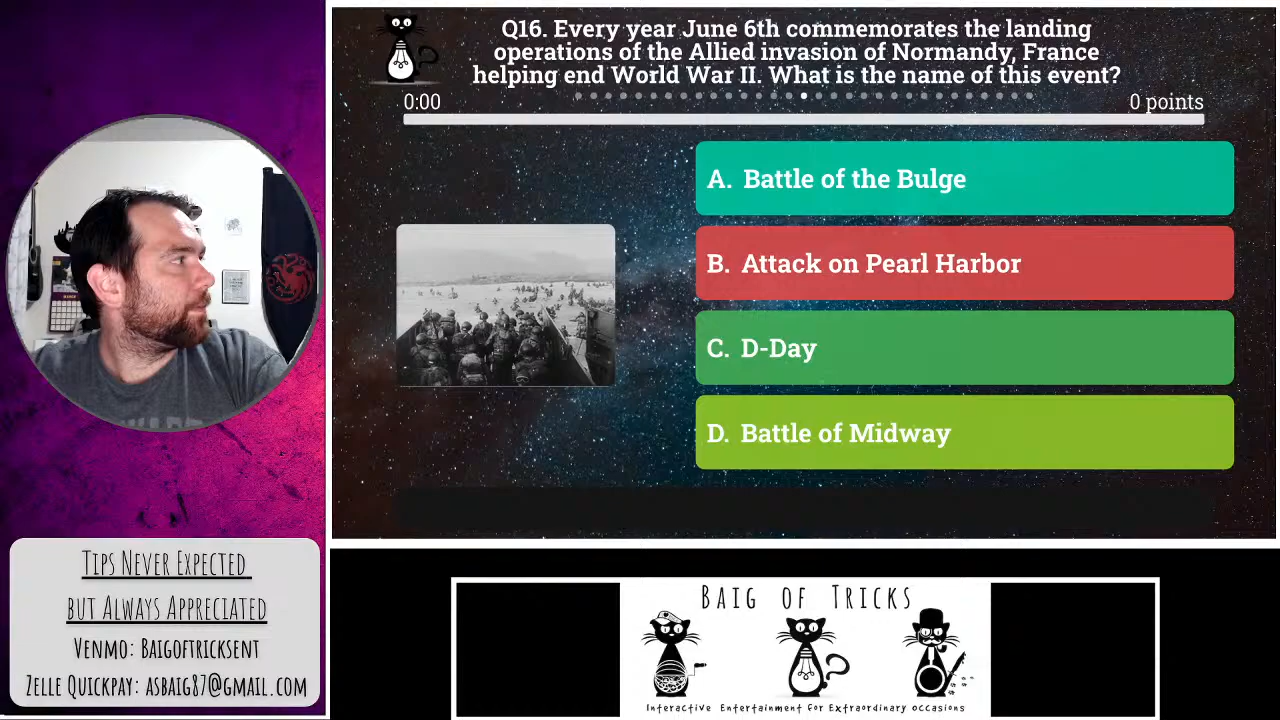 Q16. Every year June 6th commemorates the landing
operations of the Allied invasion of Normandy, France
helping end World War II. What is the name of this event?
0:00
0 points
A. Battle of the Bulge
B. Attack on Pearl Harbor
C. D-Day
D. Battle of Midway
Tips Never Expected
but Always Appreciated
Venmo: Baigoftricksent
Zelle Quickpay: asbaig87@gmail.com
Baig of Tricks
Interactive Entertainment for Extraordinary Occasions